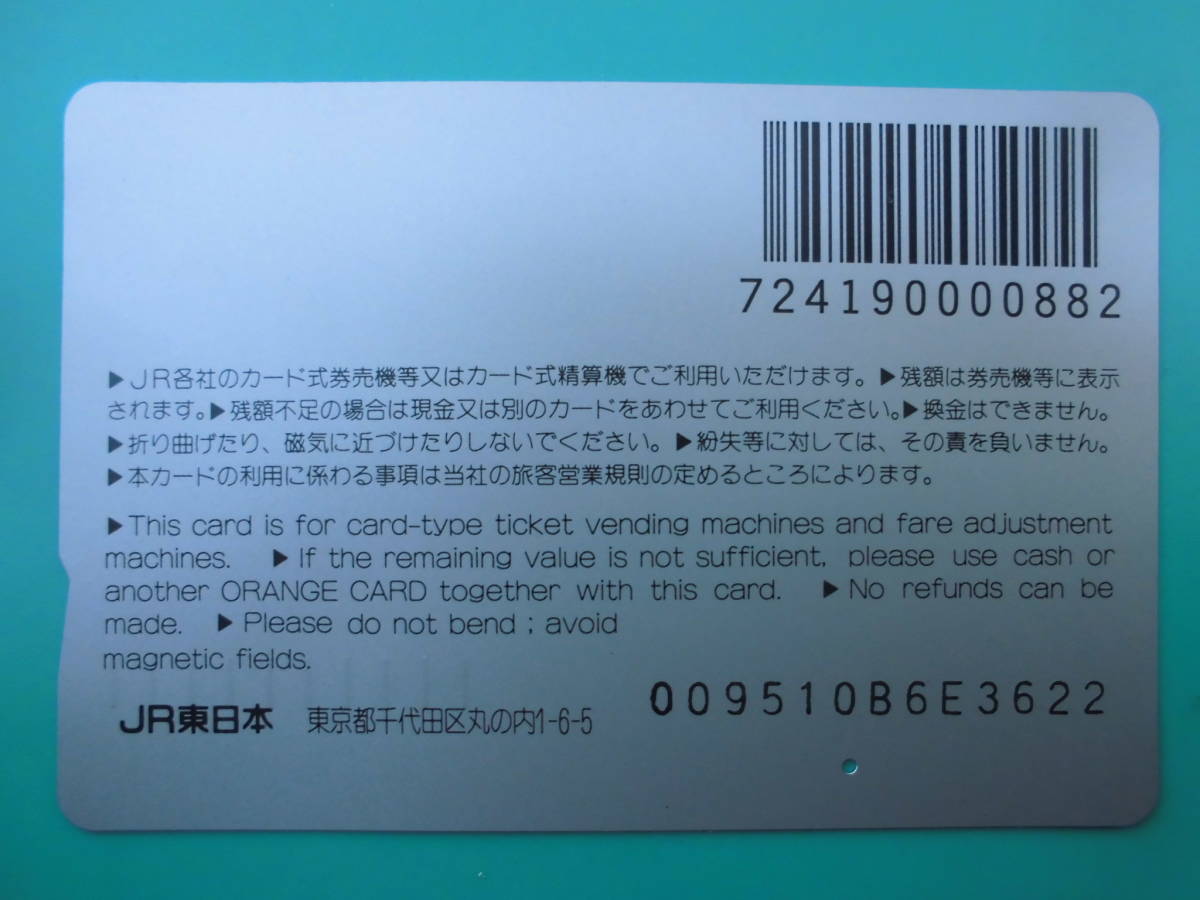 724190000882
▶JR各社のカード式券売機等又はカード式精算機でご利用いただけます。▶残額は券売機等に表示
されます。▶残額不足の場合は現金又は別のカードをあわせてご利用ください。▶換金はできません。
▶折り曲げたり、磁気に近づけたりしないでください。▶紛失等に対しては、その責を負いません。
▶本カードの利用に係わる事項は当社の旅客営業規則の定めるところによります。
▶This card is for card-type ticket vending machines and fare adjustment
machines. ▶If the remaining value is not sufficient, please use cash or
another ORANGE CARD together with this card. ▶No refunds can be
made. ▶Please do not bend ; avoid
magnetic fields.
JR東日本 東京都千代田区丸の内1-6-5
009510B6E3622